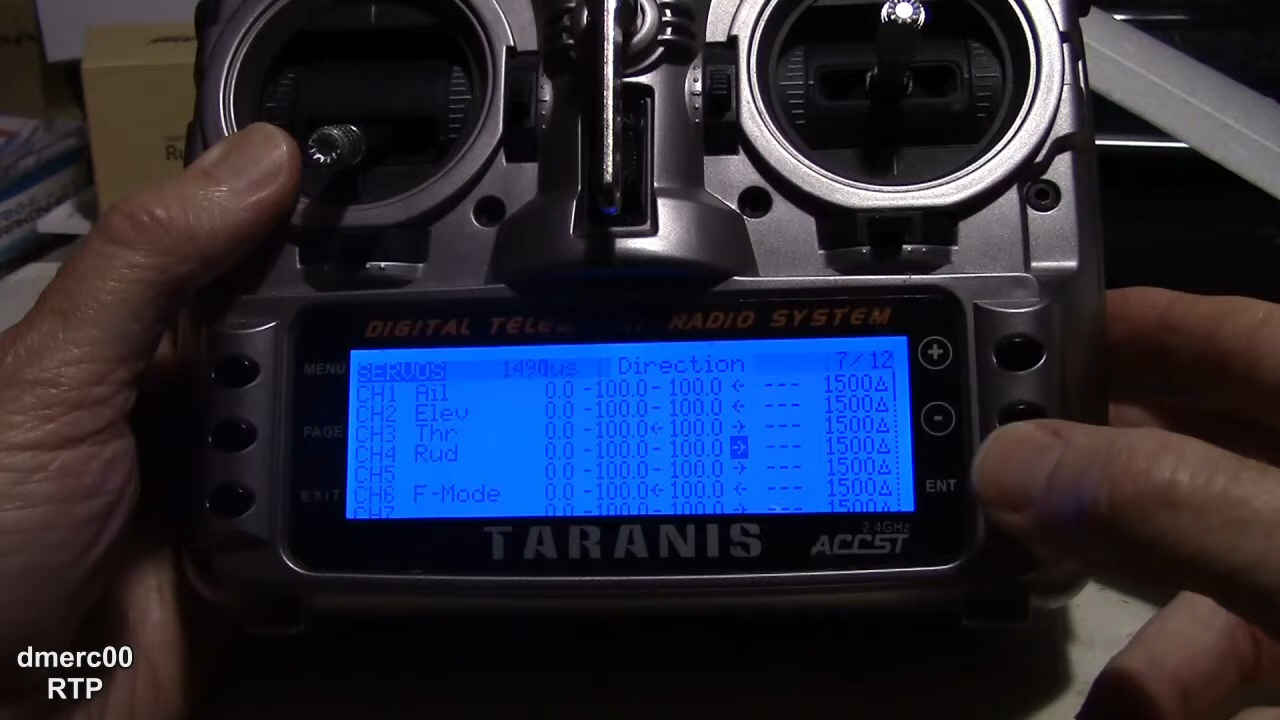 Ru
DIGITAL TELEM RADIO SYSTEM
MENU
PAGE
EXIT
SERVOS 1490us Direction 7/12
CH1 Ail 0.0 -100.0- 100.0 ← --- 1500Δ
CH2 Elev 0.0 -100.0- 100.0 ← --- 1500Δ
CH3 Thr 0.0 -100.0← 100.0 → --- 1500Δ
CH4 Rud 0.0 -100.0- 100.0 → --- 1500Δ
CH5 0.0 -100.0- 100.0 → --- 1500Δ
CH6 F-Mode 0.0 -100.0← 100.0 ← --- 1500Δ
CH7
+
-
ENT
TARANIS
2.4GHz
ACCST
dmerc00
RTP